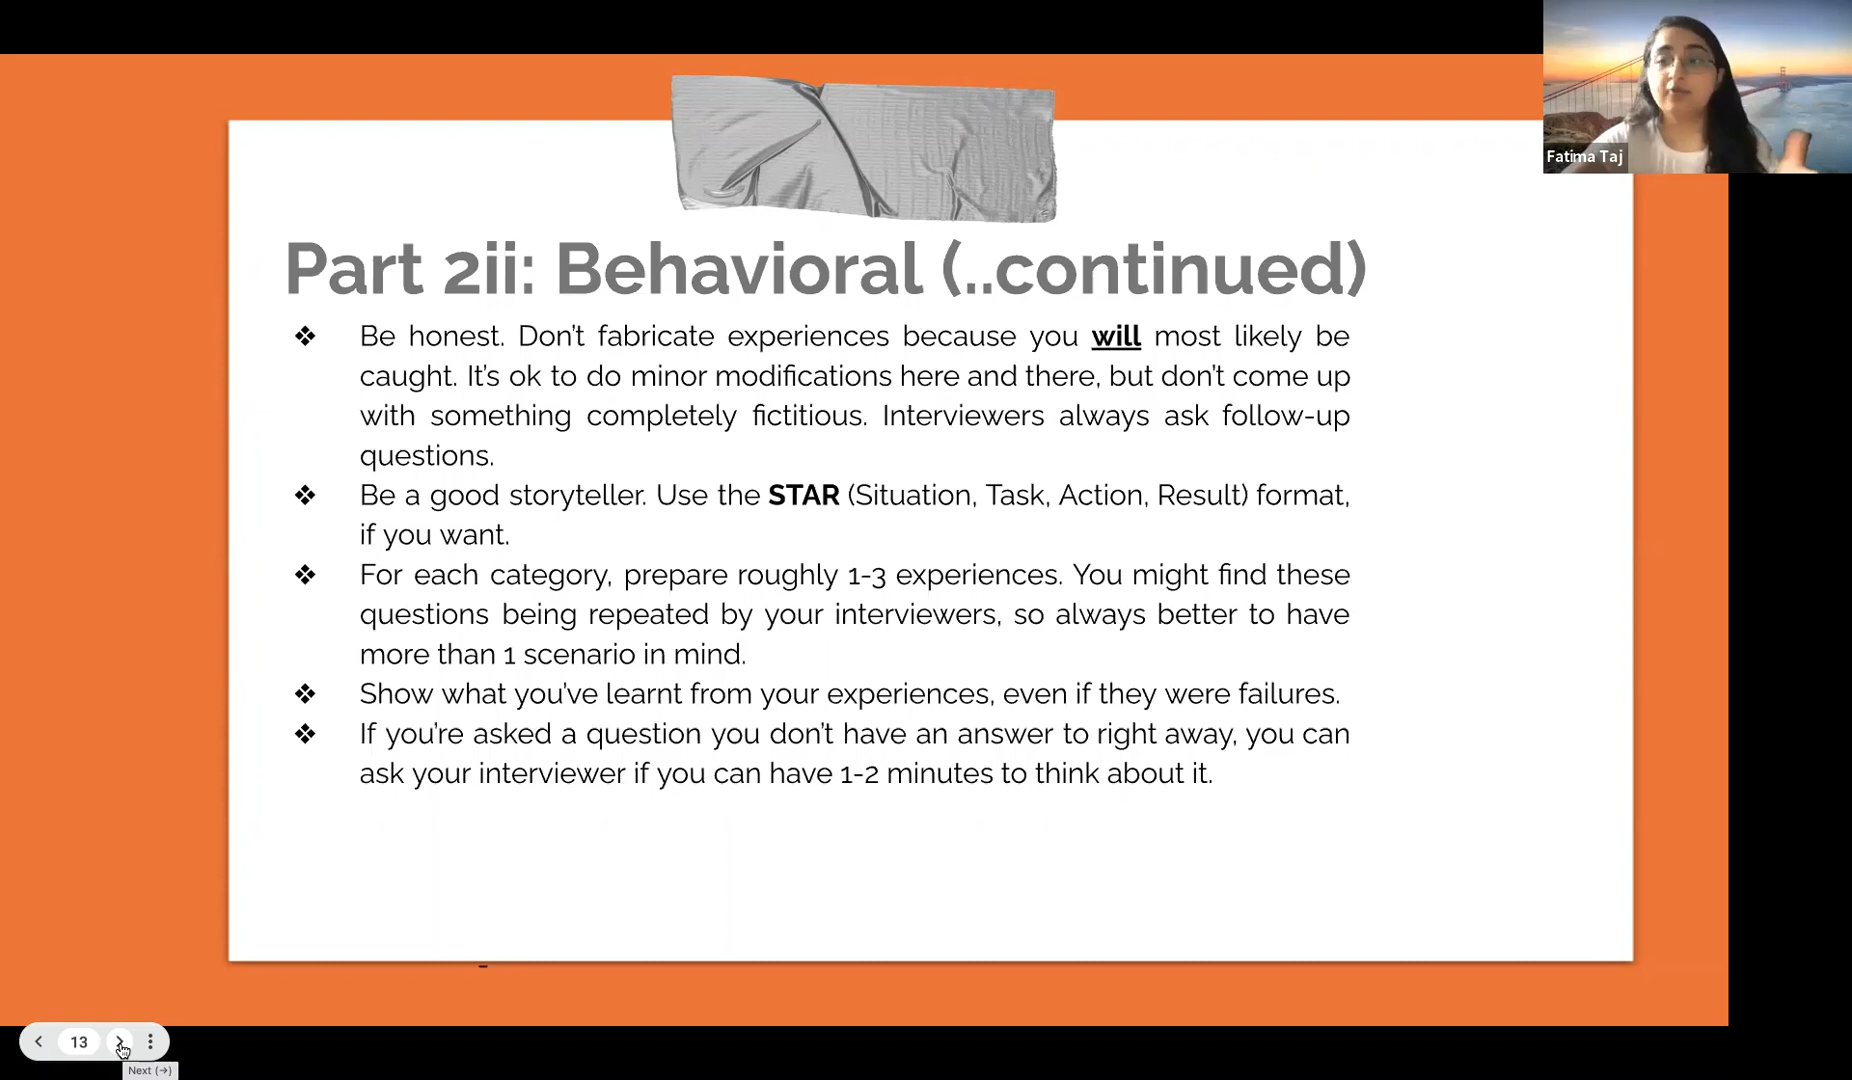 Fatima Taj
Part 2ii: Behavioral (..continued)
❖ Be honest. Don't fabricate experiences because you will most likely be
caught. It's ok to do minor modifications here and there, but don't come up
with something completely fictitious. Interviewers always ask follow-up
questions.
❖ Be a good storyteller. Use the STAR (Situation, Task, Action, Result) format,
if you want.
❖ For each category, prepare roughly 1-3 experiences. You might find these
questions being repeated by your interviewers, so always better to have
more than 1 scenario in mind.
❖ Show what you've learnt from your experiences, even if they were failures.
❖ If you're asked a question you don't have an answer to right away, you can
ask your interviewer if you can have 1-2 minutes to think about it.
13
Next (→)